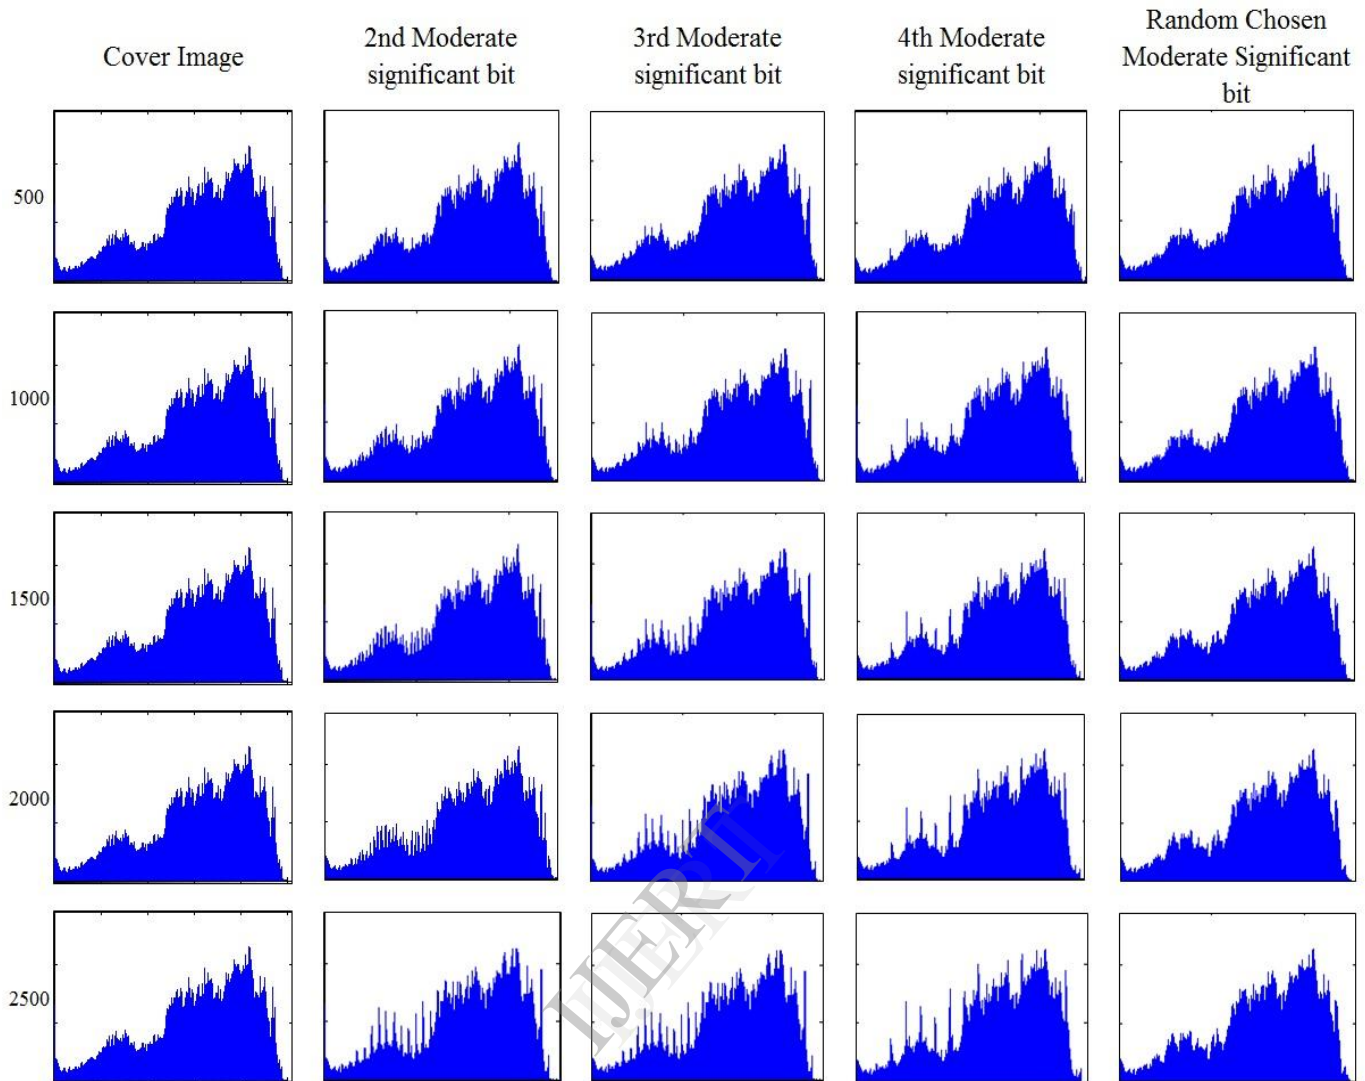 Cover Image
2nd Moderate
significant bit
3rd Moderate
significant bit
4th Moderate
significant bit
Random Chosen
Moderate Significant
bit
500
1000
1500
2000
2500
IJERT